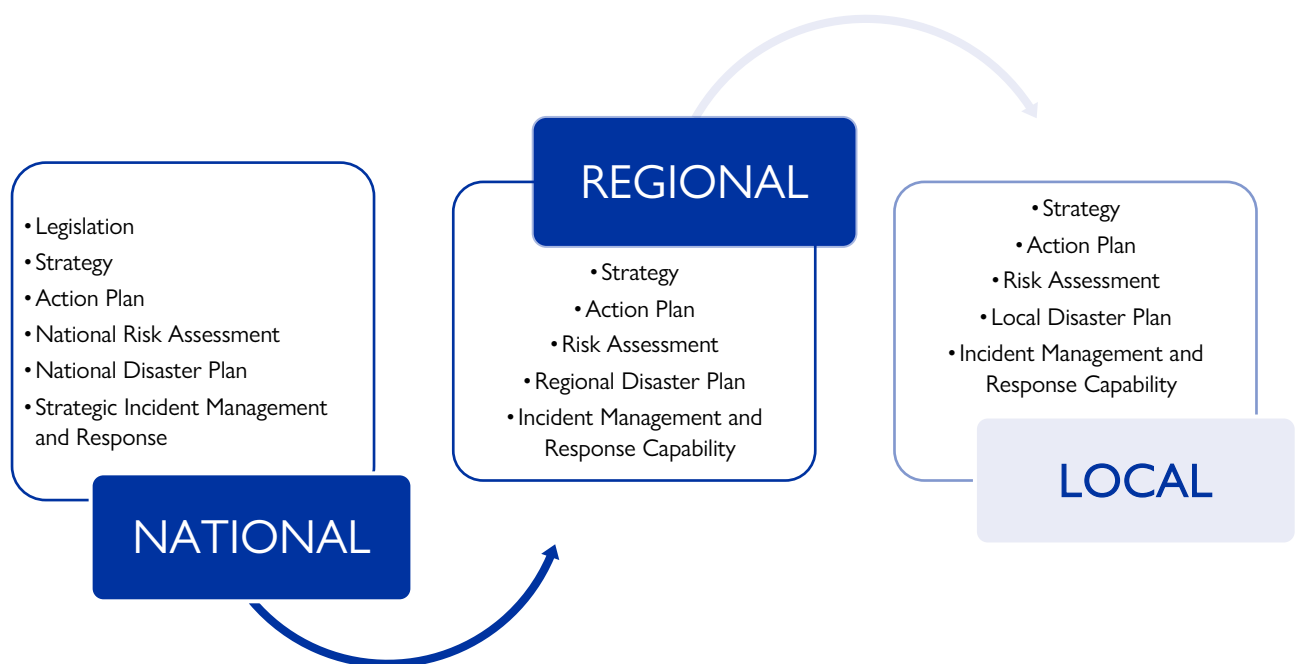 • Legislation
• Strategy
• Action Plan
• National Risk Assessment
• National Disaster Plan
• Strategic Incident Management
and Response
NATIONAL
REGIONAL
• Strategy
• Action Plan
• Risk Assessment
• Regional Disaster Plan
• Incident Management and
Response Capability
• Strategy
• Action Plan
• Risk Assessment
• Local Disaster Plan
• Incident Management and
Response Capability
LOCAL